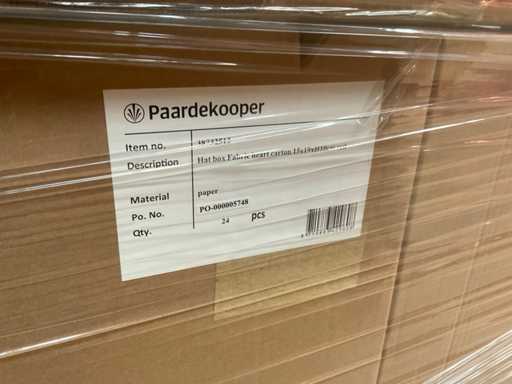 Paardekooper
Item no.
Description Hat box Fabric heart carton
Material paper
Po. No. PO-000005748
Qty. 24 pcs